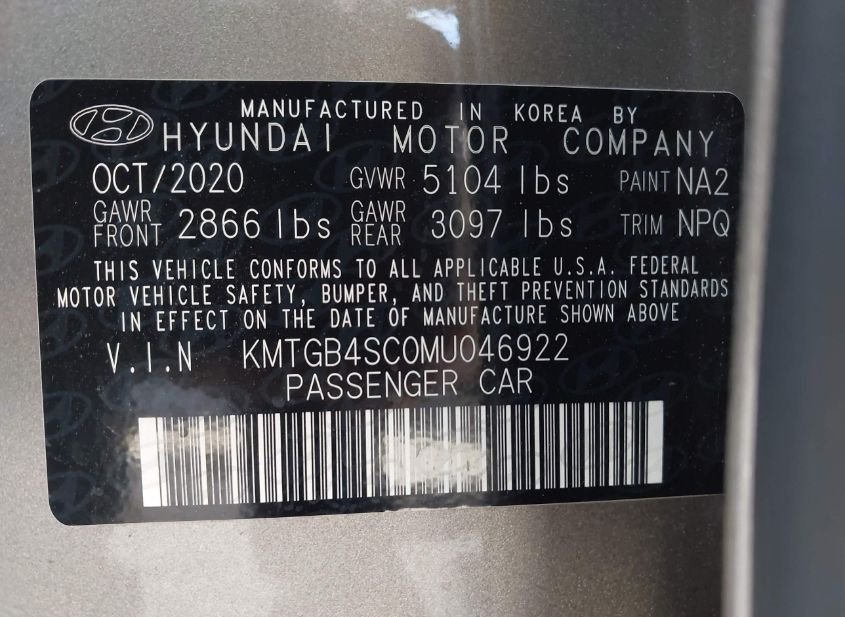 MANUFACTURED IN KOREA BY
HYUNDAI MOTOR COMPANY
OCT/2020 GVWR 5104 lbs PAINT NA2
GAWR FRONT 2866 lbs GAWR REAR 3097 lbs TRIM NPQ
THIS VEHICLE CONFORMS TO ALL APPLICABLE U.S.A. FEDERAL
MOTOR VEHICLE SAFETY, BUMPER, AND THEFT PREVENTION STANDARDS
IN EFFECT ON THE DATE OF MANUFACTURE SHOWN ABOVE
V.I.N KMTGB4SC0MU046922
PASSENGER CAR